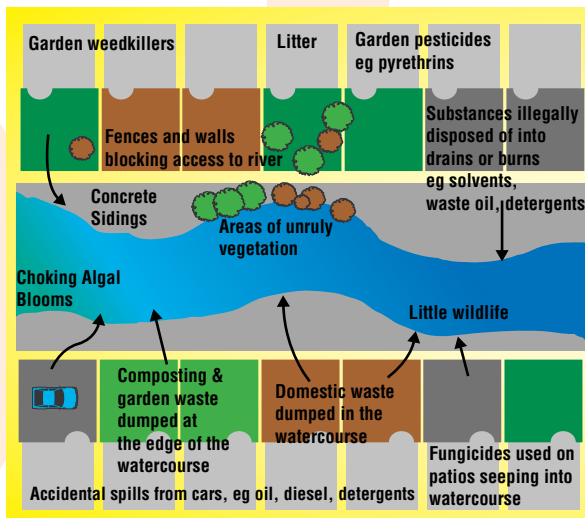 Garden weedkillers
Litter
Garden pesticides
eg pyrethrins
Fences and walls
blocking access to river
Substances illegally
disposed of into
drains or burns
eg solvents,
waste oil, detergents
Concrete
Sidings
Areas of unruly
vegetation
Choking Algal
Blooms
Little wildlife
Composting &
garden waste
dumped at
the edge of the
watercourse
Domestic waste
dumped in the
watercourse
Fungicides used on
patios seeping into
watercourse
Accidental spills from cars, eg oil, diesel, detergents